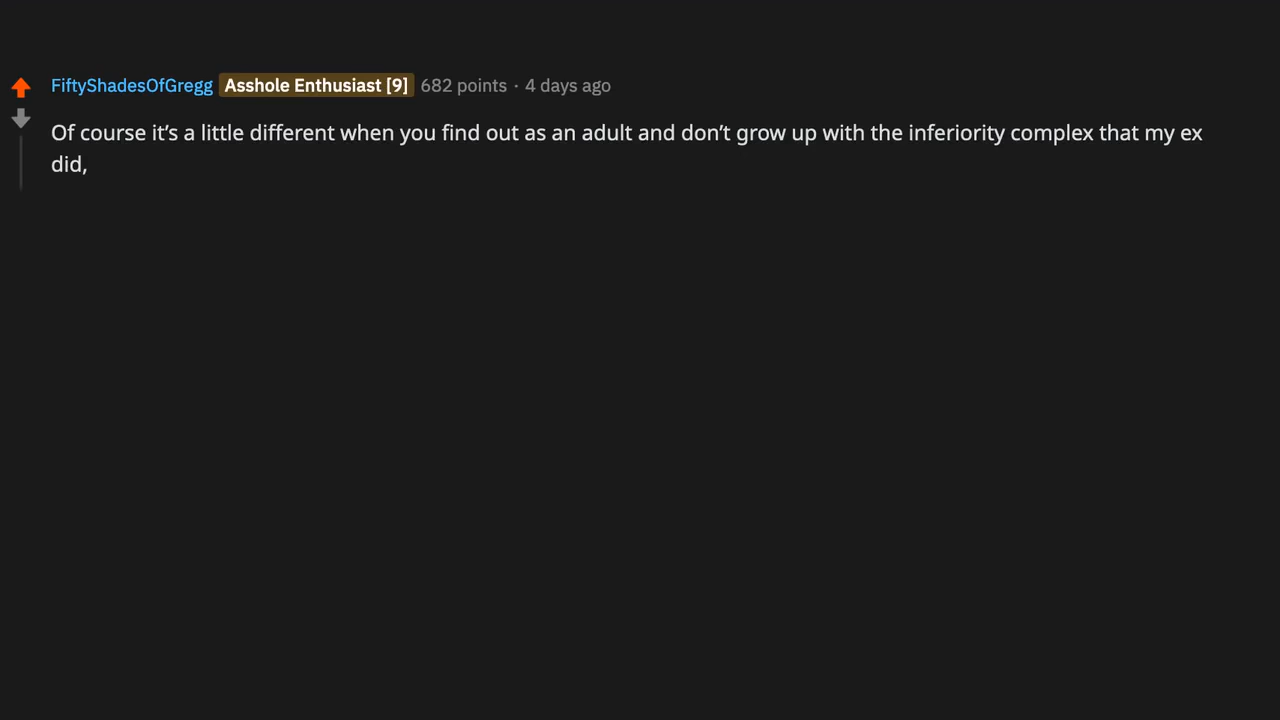 FiftyShadesOfGregg Asshole Enthusiast [9] 682 points · 4 days ago
Of course it’s a little different when you find out as an adult and don’t grow up with the inferiority complex that my ex
did,